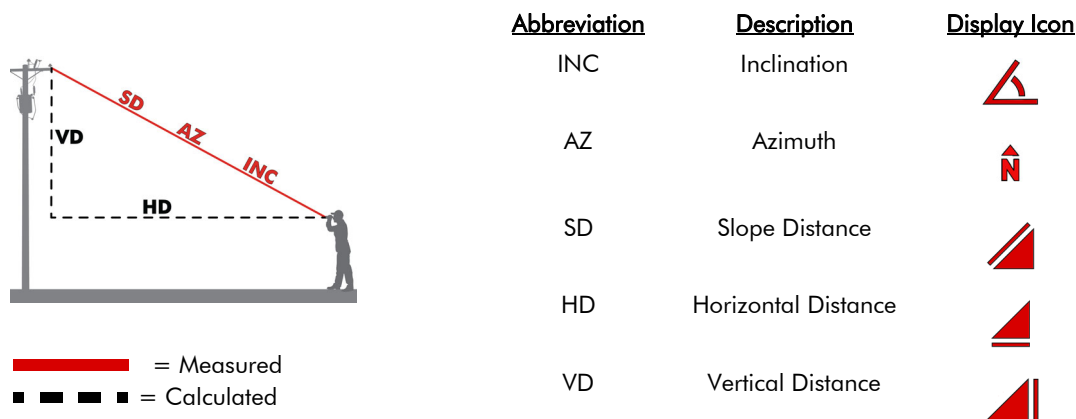 Abbreviation Description Display Icon
INC Inclination
AZ Azimuth
N
SD Slope Distance
HD Horizontal Distance
VD Vertical Distance
SD AZ INC
VD
HD
= Measured
= Calculated